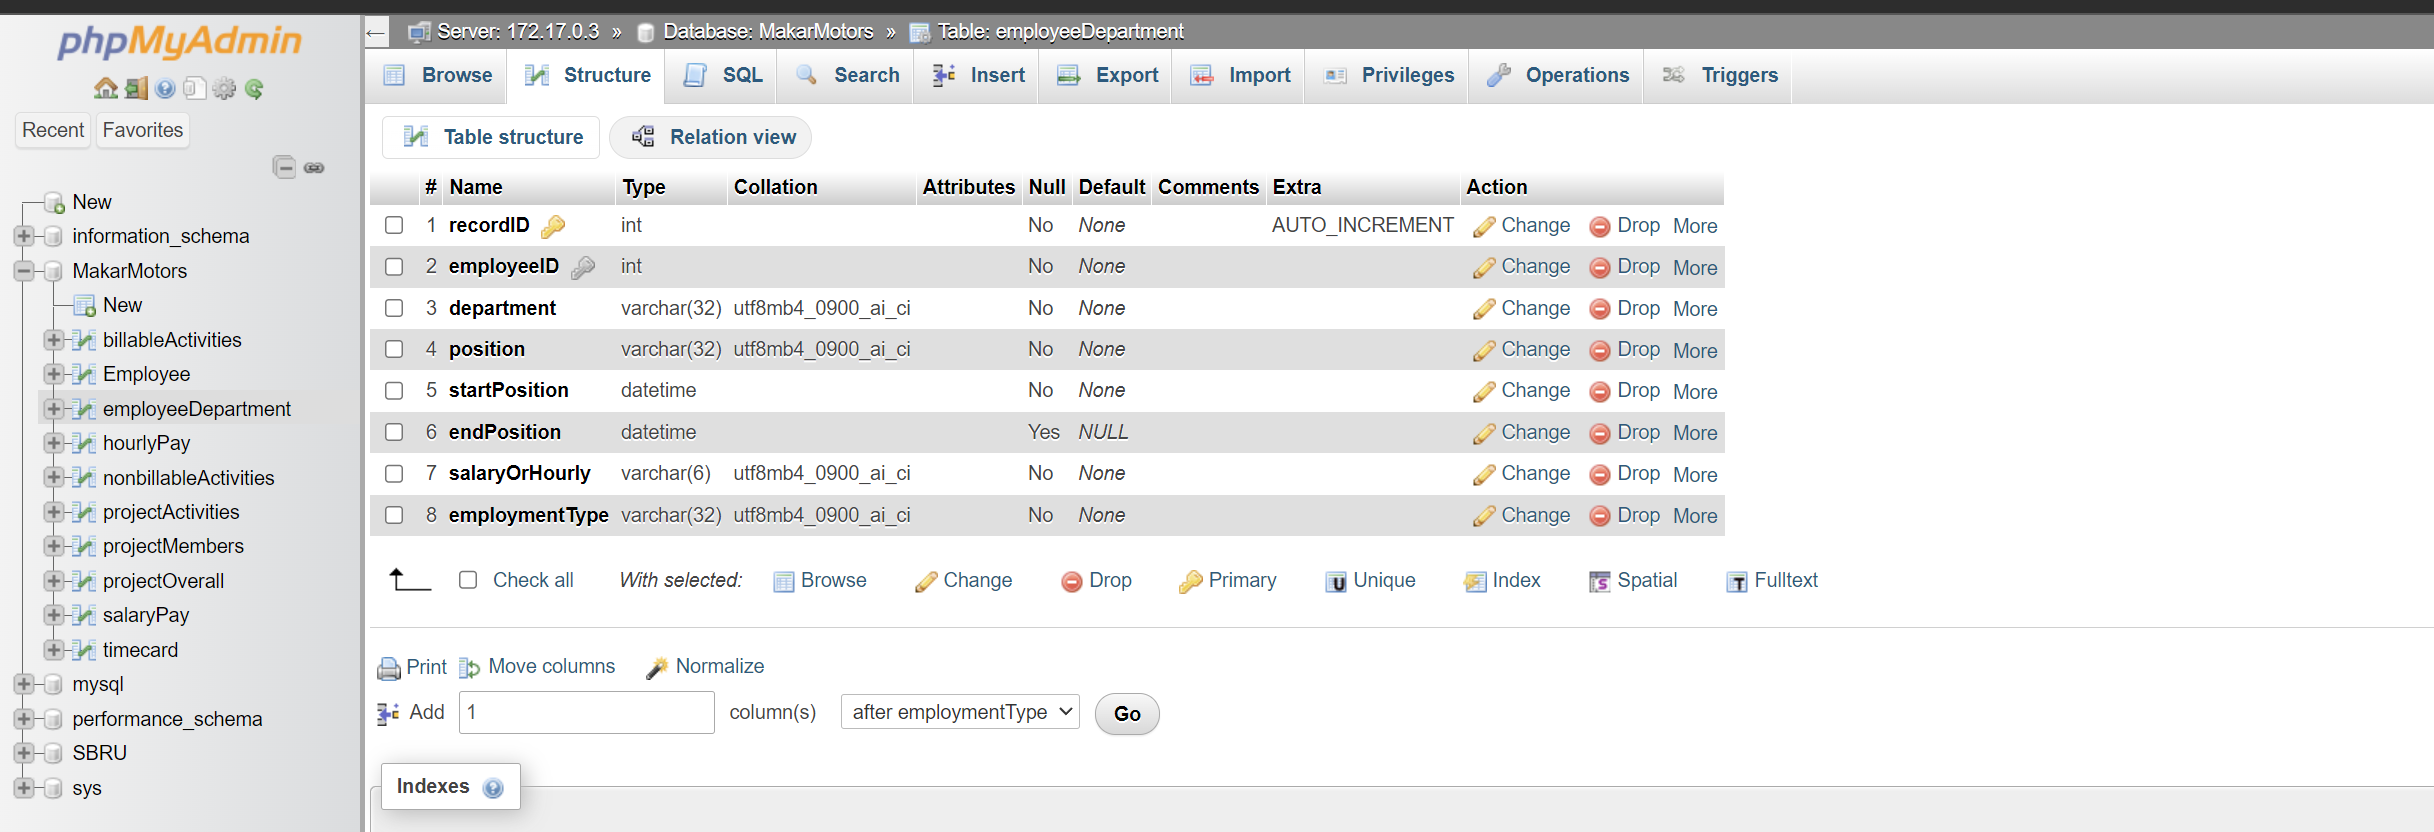 phpMyAdmin
Recent Favorites
New
information_schema
MakarMotors
New
billableActivities
Employee
employeeDepartment
hourlyPay
nonbillableActivities
projectActivities
projectMembers
projectOverall
salaryPay
timecard
mysql
performance_schema
SBRU
sys
← Server: 172.17.0.3 » Database: MakarMotors » Table: employeeDepartment
Browse Structure SQL Search Insert Export Import Privileges Operations Triggers
Table structure Relation view
# Name Type Collation Attributes Null Default Comments Extra Action
1 recordID int No None AUTO_INCREMENT Change Drop More
2 employeeID int No None Change Drop More
3 department varchar(32) utf8mb4_0900_ai_ci No None Change Drop More
4 position varchar(32) utf8mb4_0900_ai_ci No None Change Drop More
5 startPosition datetime No None Change Drop More
6 endPosition datetime Yes NULL Change Drop More
7 salaryOrHourly varchar(6) utf8mb4_0900_ai_ci No None Change Drop More
8 employmentType varchar(32) utf8mb4_0900_ai_ci No None Change Drop More
Check all With selected: Browse Change Drop Primary Unique Index Spatial Fulltext
Print Move columns Normalize
Add 1 column(s) after employmentType Go
Indexes